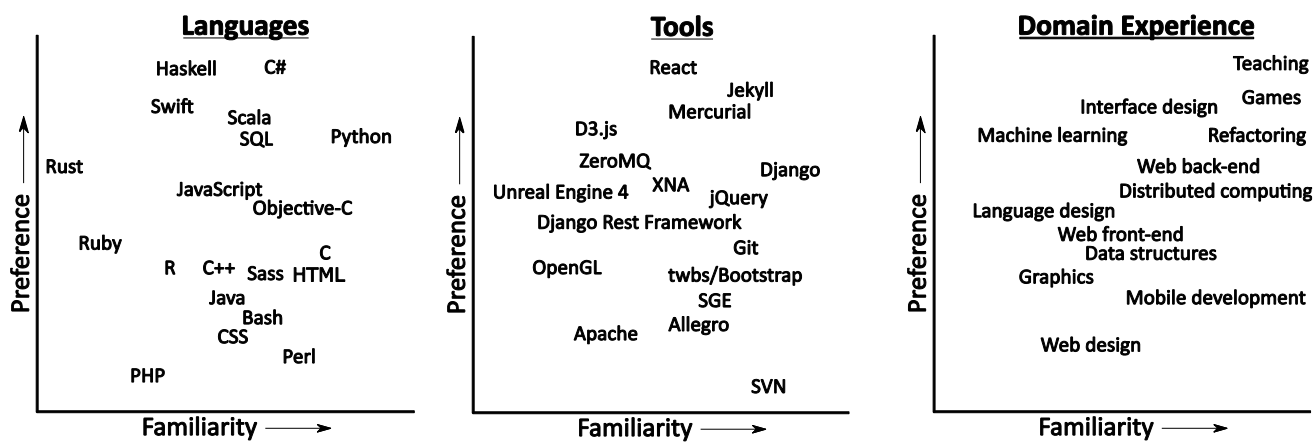 Languages
Haskell
C#
Swift
Scala
SQL
Python
Rust
JavaScript
Objective-C
Ruby
C
R
C++
Sass
HTML
Java
Bash
CSS
Perl
PHP
Preference
Familiarity
Tools
React
Jekyll
Mercurial
D3.js
ZeroMQ
Django
XNA
Unreal Engine 4
jQuery
Django Rest Framework
Git
OpenGL
twbs/Bootstrap
SGE
Allegro
Apache
SVN
Preference
Familiarity
Domain Experience
Teaching
Games
Interface design
Machine learning
Refactoring
Web back-end
Distributed computing
Language design
Web front-end
Data structures
Graphics
Mobile development
Web design
Preference
Familiarity